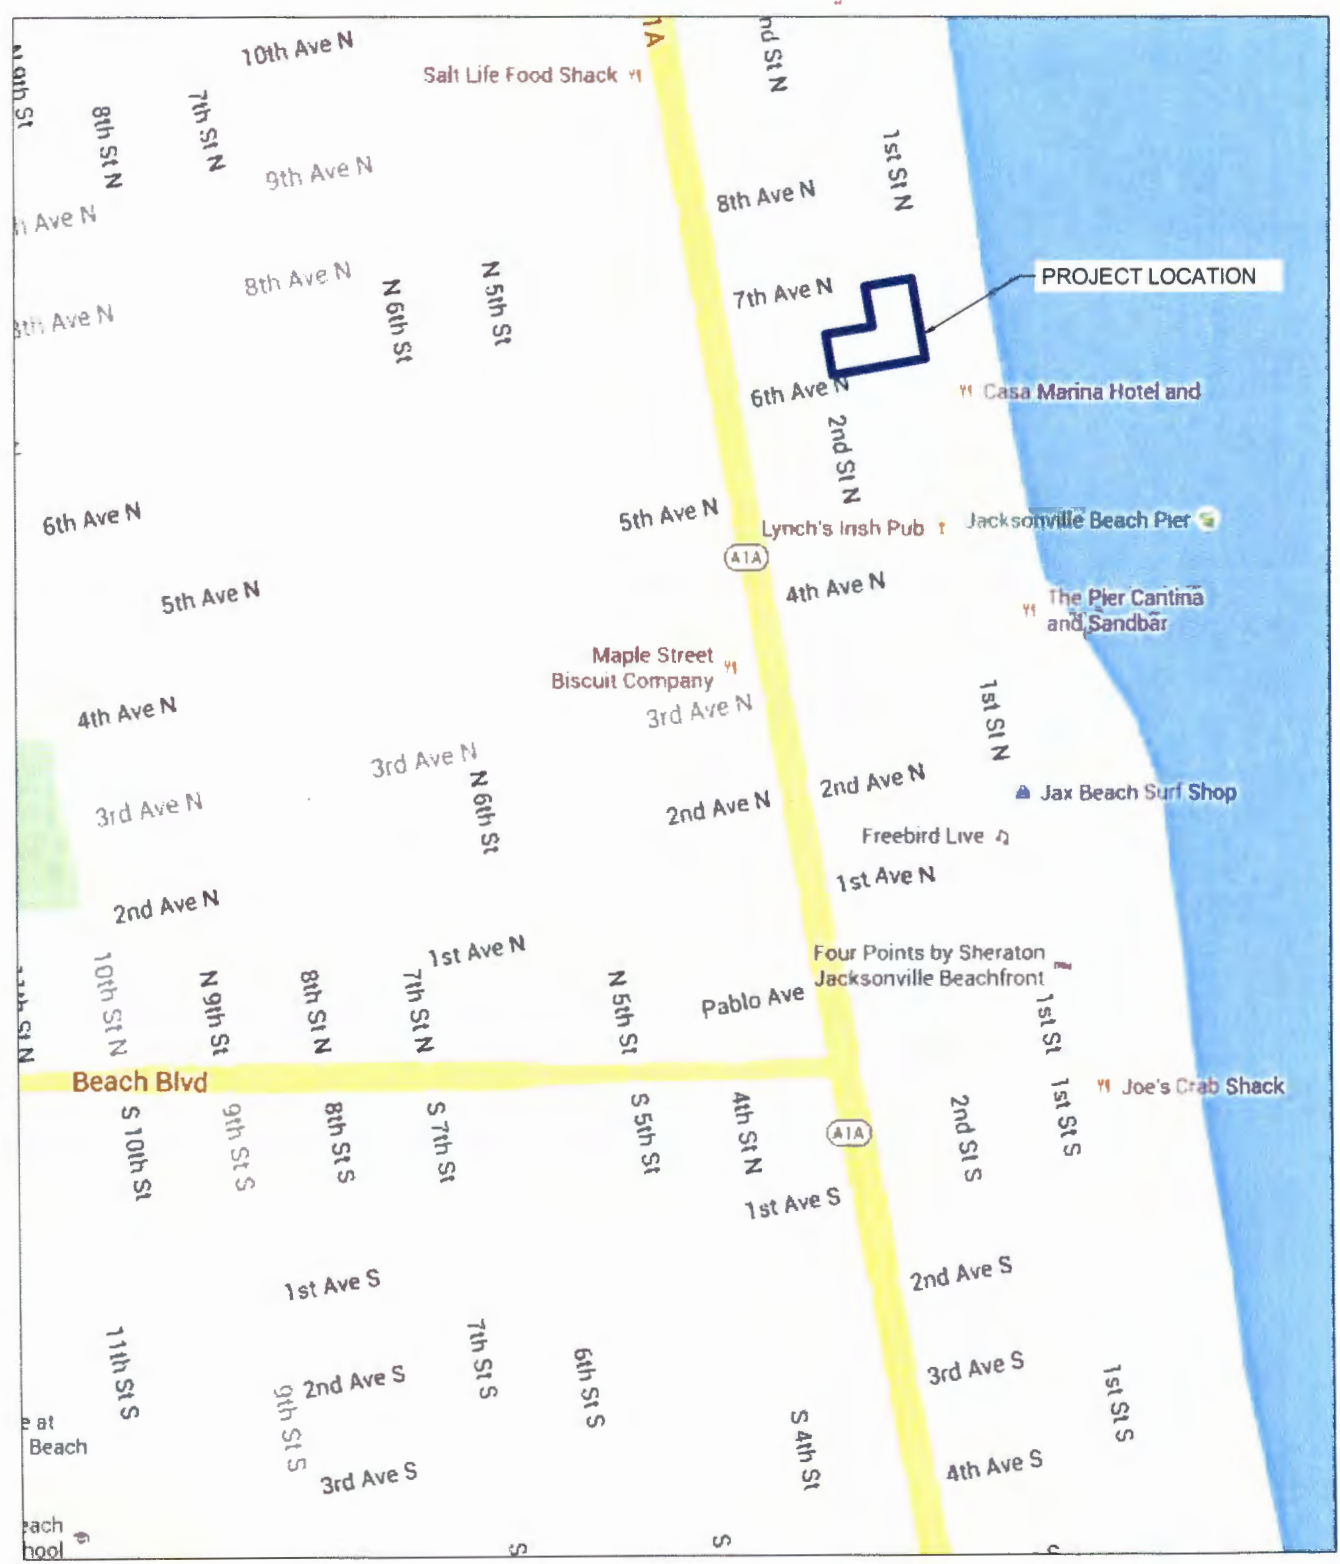 10th Ave N
1A
nd St N
Salt Life Food Shack
N 9th St
8th St N
7th St N
9th Ave N
1st St N
8th Ave N
h Ave N
8th Ave N
N 6th St
N 5th St
7th Ave N
PROJECT LOCATION
8th Ave N
6th Ave N
Casa Marina Hotel and
2nd St N
6th Ave N
5th Ave N
Lynch's Irish Pub
Jacksonville Beach Pier
A1A
5th Ave N
4th Ave N
The Pier Cantina
and Sandbar
Maple Street
Biscuit Company
4th Ave N
3rd Ave N
1st St N
3rd Ave N
N 6th St
3rd Ave N
2nd Ave N
2nd Ave N
Jax Beach Surf Shop
Freebird Live
2nd Ave N
1st Ave N
1st Ave N
Four Points by Sheraton
Jacksonville Beachfront
10th St N
N 9th St
8th St N
7th St N
N 5th St
Pablo Ave
1st St
Beach Blvd
Joe's Crab Shack
S 10th St
9th St S
8th St S
S 7th St
S 5th St
4th St N
A1A
2nd St S
1st St S
1st Ave S
1st Ave S
2nd Ave S
11th St S
2nd Ave S
9th St S
7th St S
6th St S
S 4th St
3rd Ave S
1st St S
e at
Beach
3rd Ave S
4th Ave S
each
hool
S
S